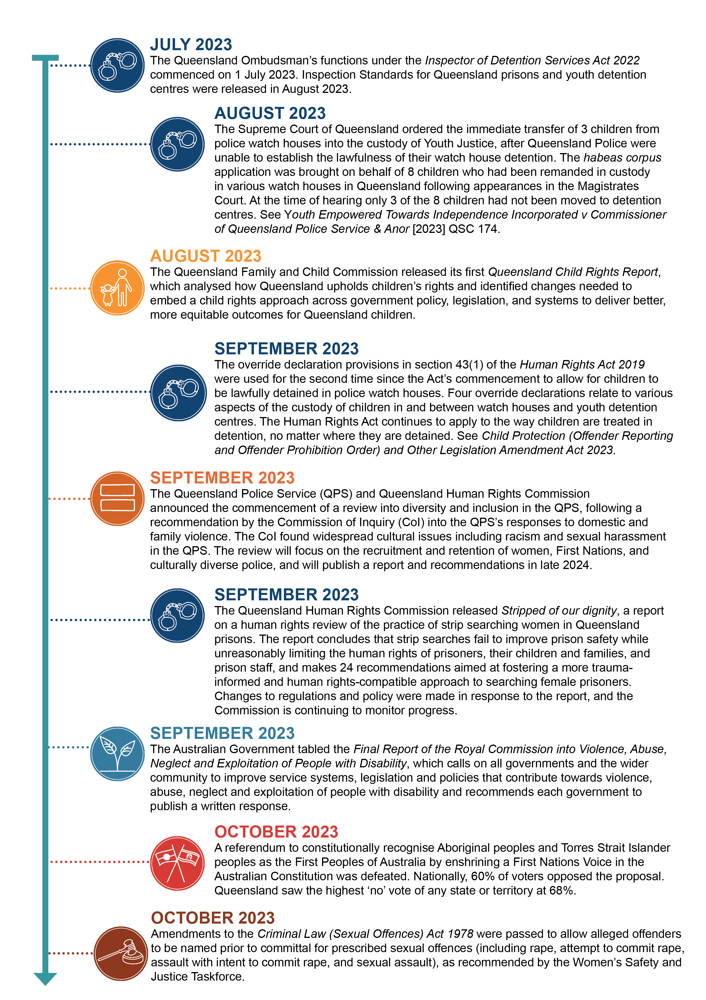 JULY 2023
The Queensland Ombudsman’s functions under the Inspector of Detention Services Act 2022
commenced on 1 July 2023. Inspection Standards for Queensland prisons and youth detention
centres were released in August 2023.
AUGUST 2023
The Supreme Court of Queensland ordered the immediate transfer of 3 children from
police watch houses into the custody of Youth Justice, after Queensland Police were
unable to establish the lawfulness of their watch house detention. The habeas corpus
application was brought on behalf of 8 children who had been remanded in custody
in various watch houses in Queensland following appearances in the Magistrates
Court. At the time of hearing only 3 of the 8 children had not been moved to detention
centres. See Youth Empowered Towards Independence Incorporated v Commissioner
of Queensland Police Service & Anor [2023] QSC 174.
AUGUST 2023
The Queensland Family and Child Commission released its first Queensland Child Rights Report,
which analysed how Queensland upholds children’s rights and identified changes needed to
embed a child rights approach across government policy, legislation, and systems to deliver better,
more equitable outcomes for Queensland children.
SEPTEMBER 2023
The override declaration provisions in section 43(1) of the Human Rights Act 2019
were used for the second time since the Act’s commencement to allow for children to
be lawfully detained in police watch houses. Four override declarations relate to various
aspects of the custody of children in and between watch houses and youth detention
centres. The Human Rights Act continues to apply to the way children are treated in
detention, no matter where they are detained. See Child Protection (Offender Reporting
and Offender Prohibition Order) and Other Legislation Amendment Act 2023.
SEPTEMBER 2023
The Queensland Police Service (QPS) and Queensland Human Rights Commission
announced the commencement of a review into diversity and inclusion in the QPS, following a
recommendation by the Commission of Inquiry (CoI) into the QPS’s responses to domestic and
family violence. The CoI found widespread cultural issues including racism and sexual harassment
in the QPS. The review will focus on the recruitment and retention of women, First Nations, and
culturally diverse police, and will publish a report and recommendations in late 2024.
SEPTEMBER 2023
The Queensland Human Rights Commission released Stripped of our dignity, a report
on a human rights review of the practice of strip searching women in Queensland
prisons. The report concludes that strip searches fail to improve prison safety while
unreasonably limiting the human rights of prisoners, their children and families, and
prison staff, and makes 24 recommendations aimed at fostering a more trauma-
informed and human rights-compatible approach to searching female prisoners.
Changes to regulations and policy were made in response to the report, and the
Commission is continuing to monitor progress.
SEPTEMBER 2023
The Australian Government tabled the Final Report of the Royal Commission into Violence, Abuse,
Neglect and Exploitation of People with Disability, which calls on all governments and the wider
community to improve service systems, legislation and policies that contribute towards violence,
abuse, neglect and exploitation of people with disability and recommends each government to
publish a written response.
OCTOBER 2023
A referendum to constitutionally recognise Aboriginal peoples and Torres Strait Islander
peoples as the First Peoples of Australia by enshrining a First Nations Voice in the
Australian Constitution was defeated. Nationally, 60% of voters opposed the proposal.
Queensland saw the highest ‘no’ vote of any state or territory at 68%.
OCTOBER 2023
Amendments to the Criminal Law (Sexual Offences) Act 1978 were passed to allow alleged offenders
to be named prior to committal for prescribed sexual offences (including rape, attempt to commit rape,
assault with intent to commit rape, and sexual assault), as recommended by the Women’s Safety and
Justice Taskforce.